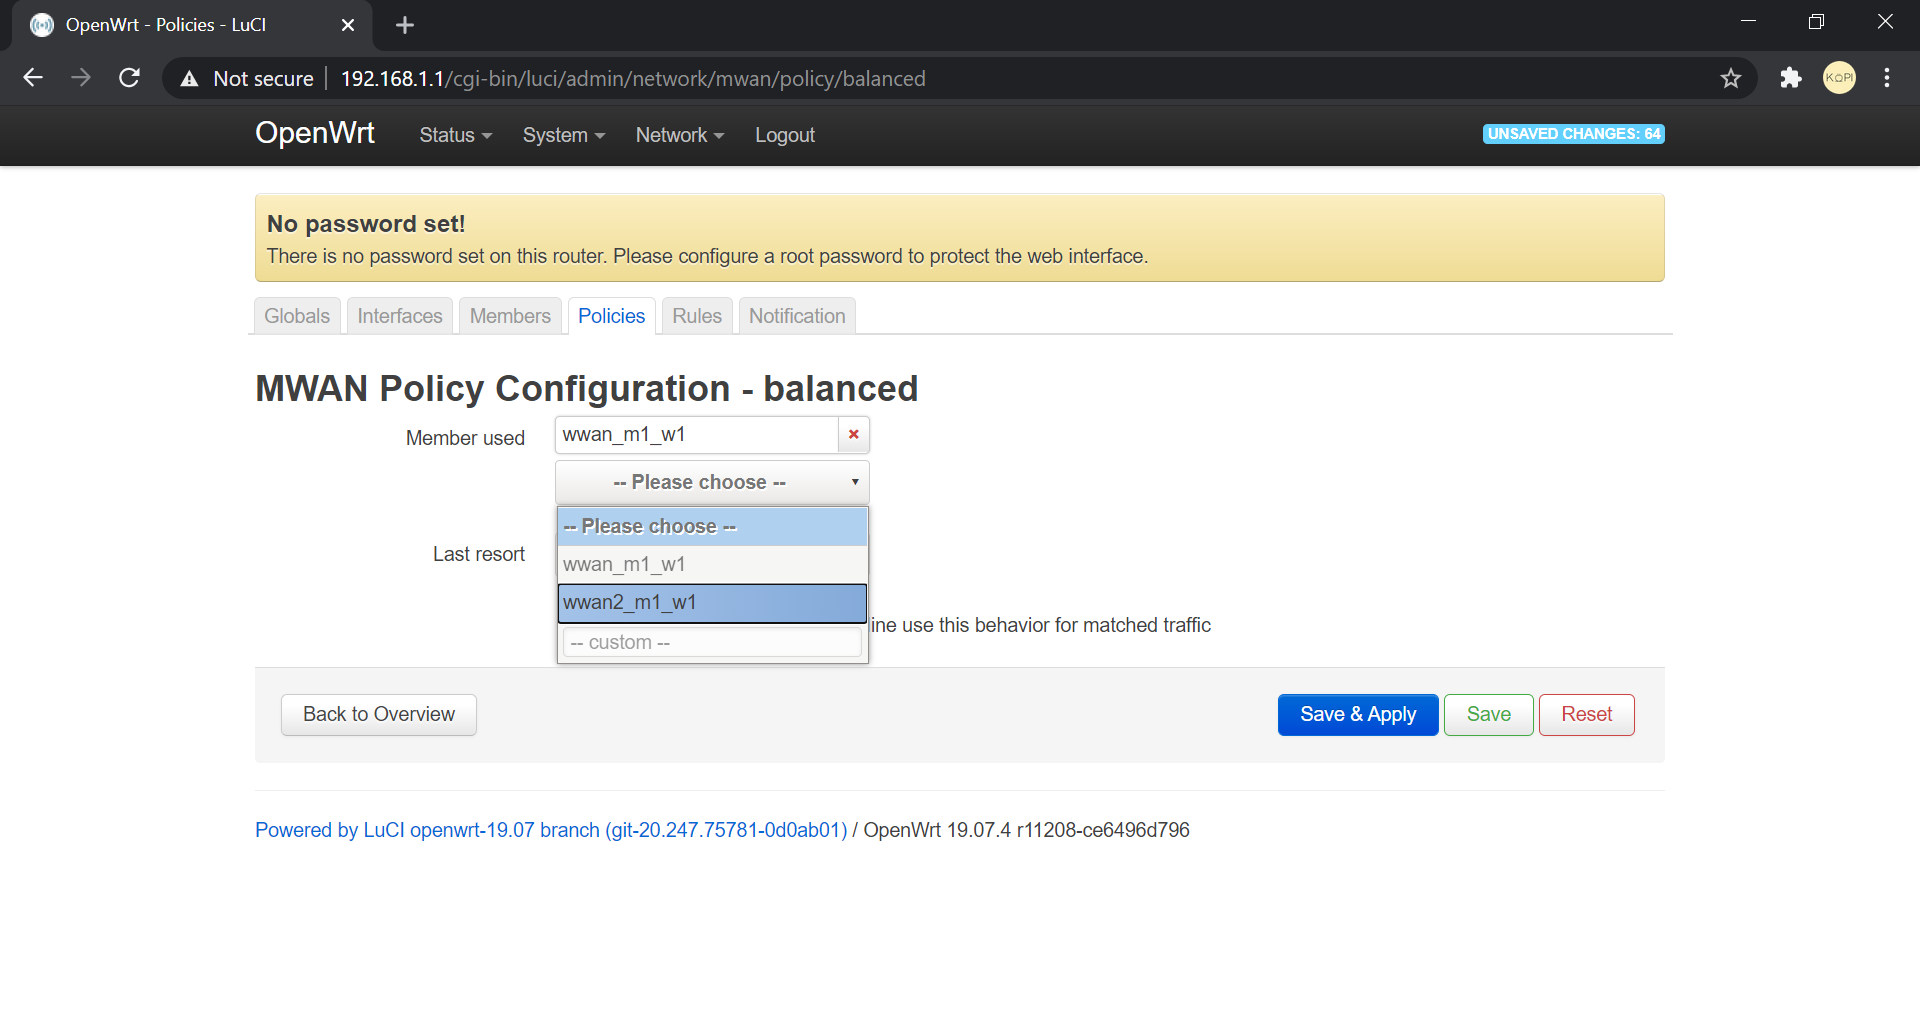 OpenWrt - Policies - LuCI
Not secure 192.168.1.1/cgi-bin/luci/admin/network/mwan/policy/balanced
KOPI
OpenWrt Status System Network Logout UNSAVED CHANGES: 64
No password set!
There is no password set on this router. Please configure a root password to protect the web interface.
Globals Interfaces Members Policies Rules Notification
MWAN Policy Configuration - balanced
Member used wwan_m1_w1
-- Please choose --
-- Please choose --
Last resort wwan_m1_w1
wwan2_m1_w1
ine use this behavior for matched traffic
-- custom --
Back to Overview Save & Apply Save Reset
Powered by LuCI openwrt-19.07 branch (git-20.247.75781-0d0ab01) / OpenWrt 19.07.4 r11208-ce6496d796